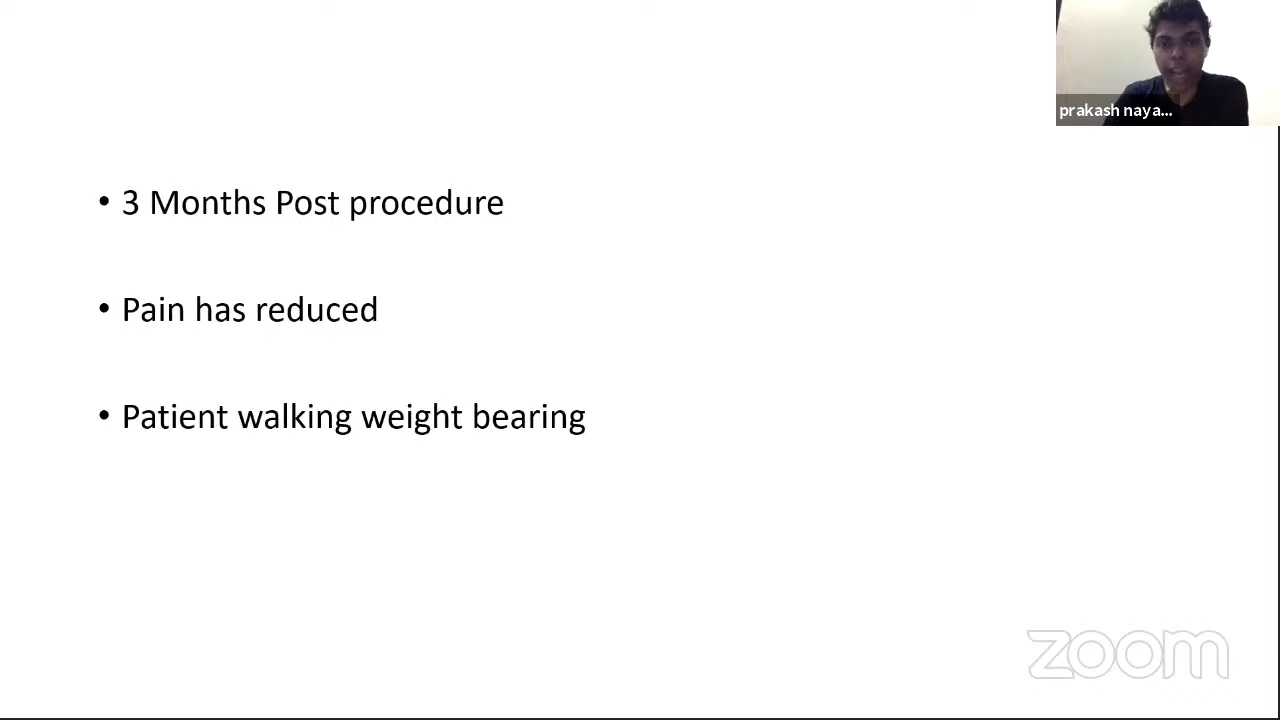 prakash naya...
• 3 Months Post procedure
• Pain has reduced
• Patient walking weight bearing
zoom